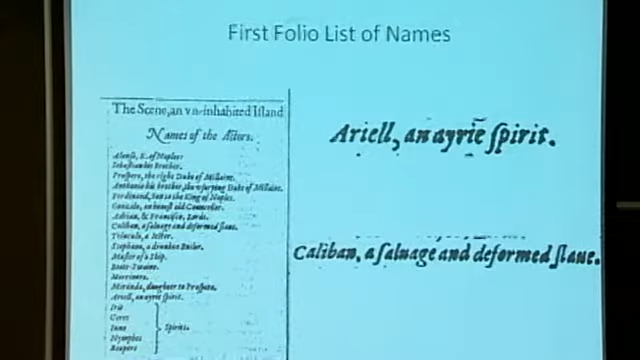 First Folio List of Names
The Scene, an vn-inhabited Island
Names of the Actors.
Alonso, K. of Naples:
Sebastian his Brother.
Prospero, the right Duke of Millaine.
Anthonio his brother, the vsurping Duke of Millaine.
Ferdinand, Son to the King of Naples.
Gonzalo, an honest old Councellor.
Adrian, & Francisco, Lords.
Caliban, a saluage and deformed slaue.
Trinculo, a Iester.
Stephano, a drunken Butler.
Master of a Ship.
Boate-Swaine.
Marriners.
Miranda, daughter to Prospero.
Ariell, an ayrie spirit.
Iris
Ceres
Iuno
Nymphes
Reapers
Spirits.
Ariell, an ayrie spirit.
Caliban, a saluage and deformed slaue.